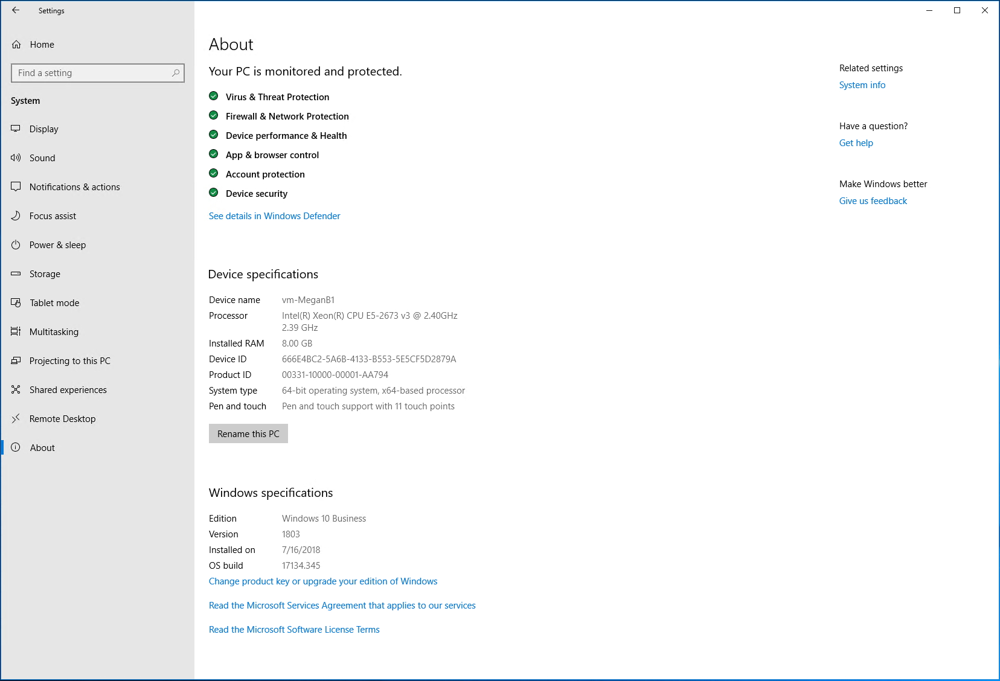 Settings
Home
Find a setting
System
Display
Sound
Notifications & actions
Focus assist
Power & sleep
Storage
Tablet mode
Multitasking
Projecting to this PC
Shared experiences
Remote Desktop
About
About
Your PC is monitored and protected.
Virus & Threat Protection
Firewall & Network Protection
Device performance & Health
App & browser control
Account protection
Device security
See details in Windows Defender
Device specifications
Device name vm-MeganB1
Processor Intel(R) Xeon(R) CPU E5-2673 v3 @ 2.40GHz
2.39 GHz
Installed RAM 8.00 GB
Device ID 666E4BC2-5A6B-4133-B553-5E5CF5D2879A
Product ID 00331-10000-00001-AA794
System type 64-bit operating system, x64-based processor
Pen and touch Pen and touch support with 11 touch points
Rename this PC
Windows specifications
Edition Windows 10 Business
Version 1803
Installed on 7/16/2018
OS build 17134.345
Change product key or upgrade your edition of Windows
Read the Microsoft Services Agreement that applies to our services
Read the Microsoft Software License Terms
Related settings
System info
Have a question?
Get help
Make Windows better
Give us feedback